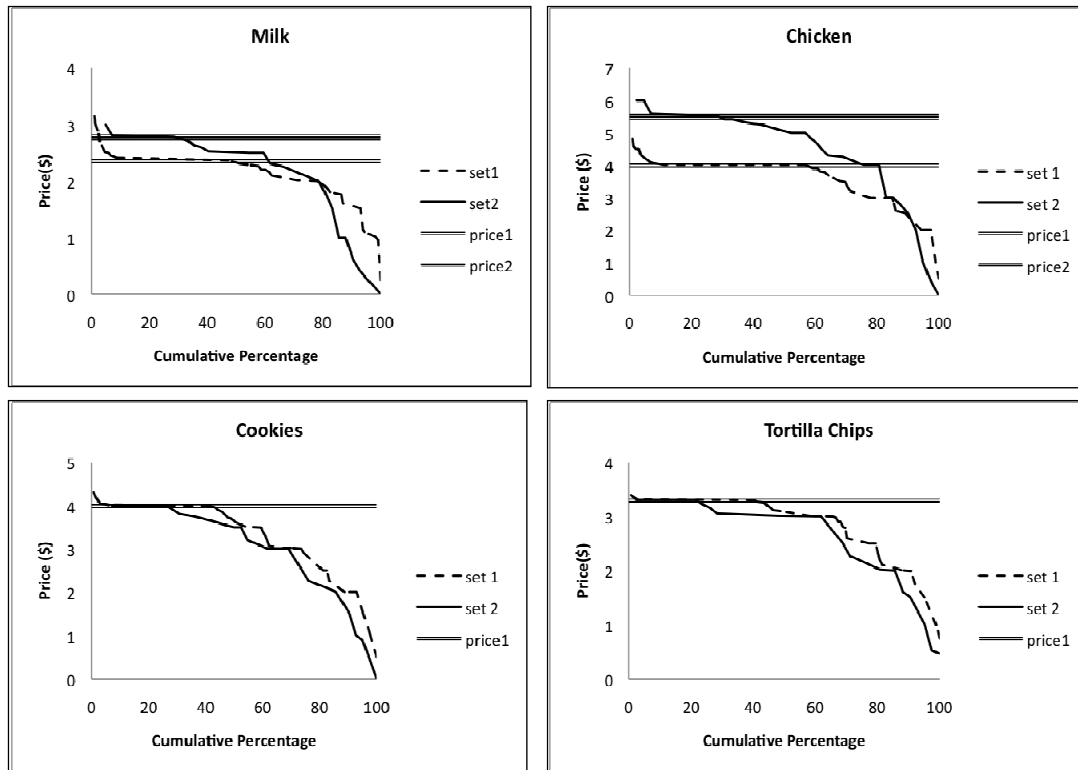 Milk
Price($)
4
3
2
1
0
0 20 40 60 80 100
Cumulative Percentage
set1
set2
price1
price2
Chicken
Price ($)
7
6
5
4
3
2
1
0
0 20 40 60 80 100
Cumulative Percentage
set 1
set 2
price1
price2
Cookies
Price ($)
5
4
3
2
1
0
0 20 40 60 80 100
Cumulative Percentage
set 1
set 2
price1
Tortilla Chips
Price($)
4
3
2
1
0
0 20 40 60 80 100
Cumulative Percentage
set 1
set 2
price1